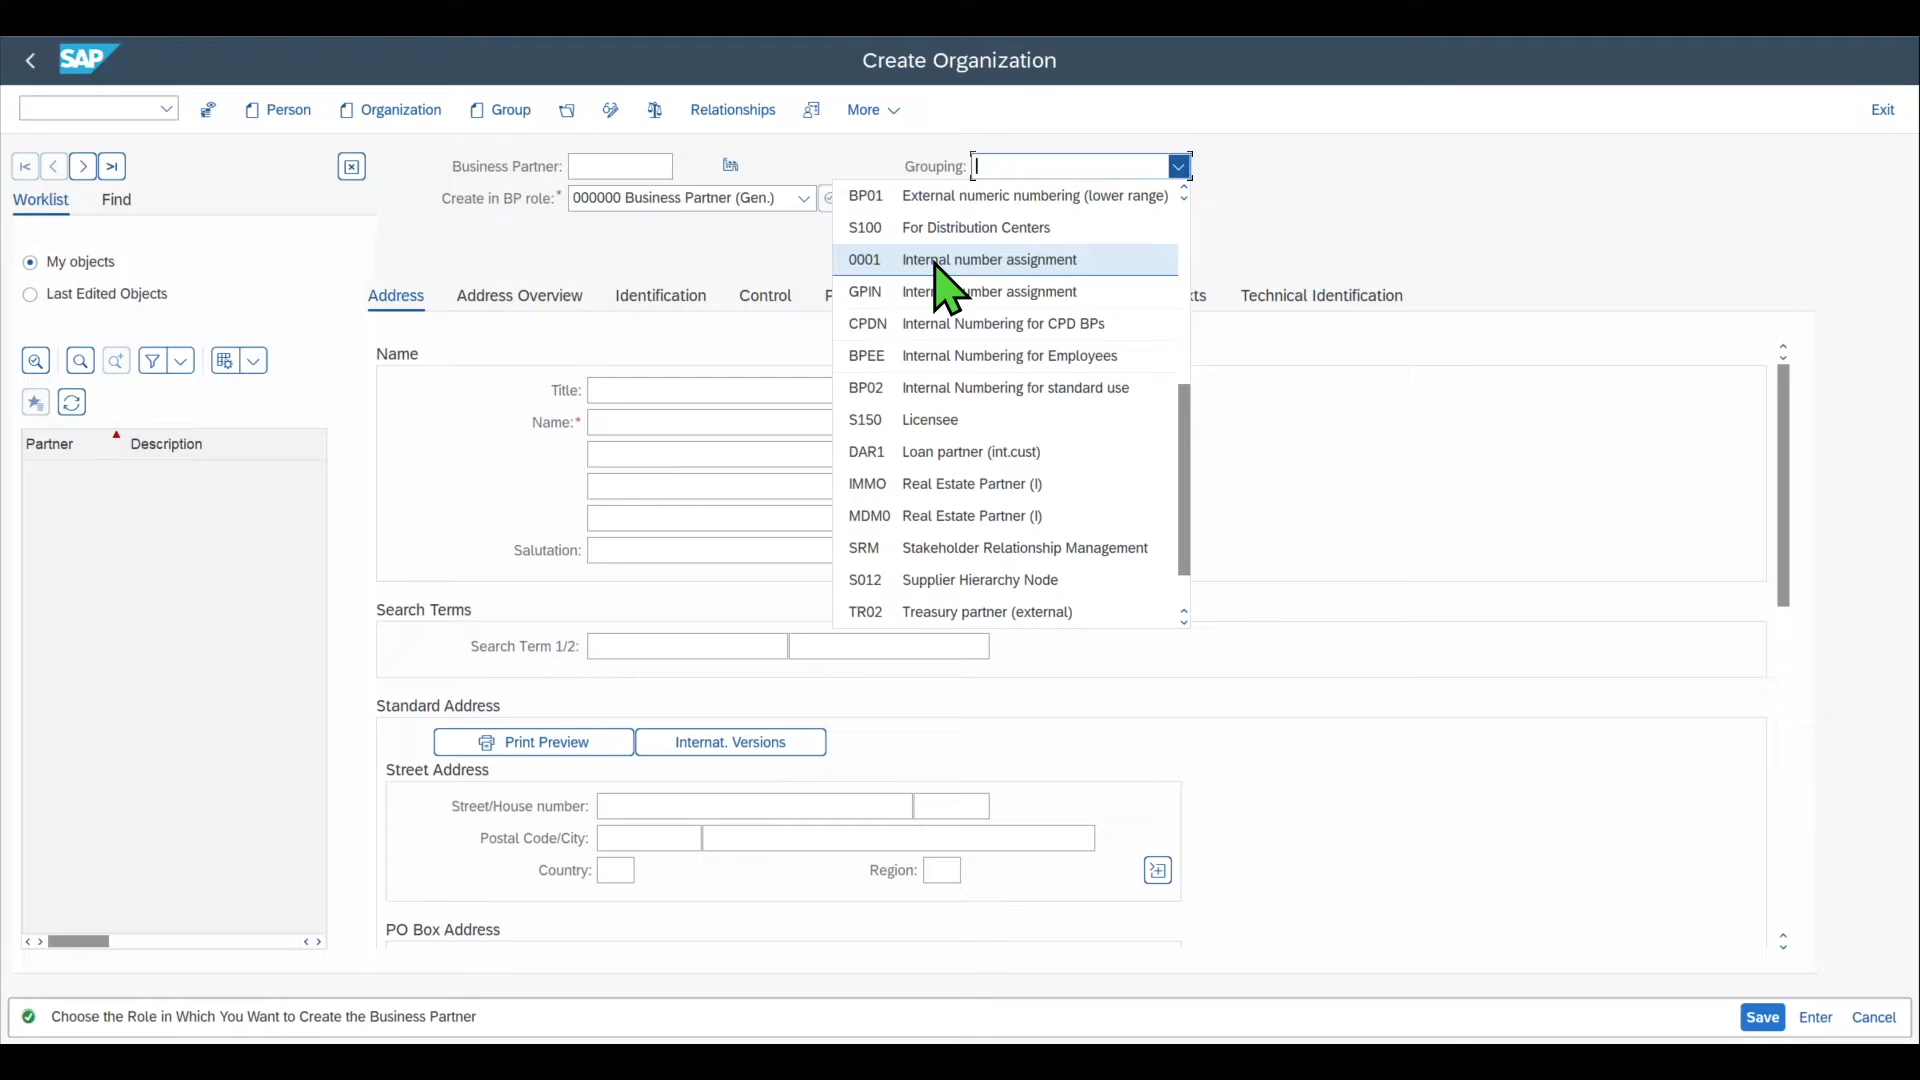 SAP
Create Organization
Person
Organization
Group
Relationships
More
Exit
Business Partner:
Grouping:
Create in BP role:* 000000 Business Partner (Gen.)
Worklist
Find
BP01 External numeric numbering (lower range)
S100 For Distribution Centers
0001 Internal number assignment
GPIN Internal number assignment
CPDN Internal Numbering for CPD BPs
BPEE Internal Numbering for Employees
BP02 Internal Numbering for standard use
S150 Licensee
DAR1 Loan partner (int.cust)
IMMO Real Estate Partner (I)
MDM0 Real Estate Partner (I)
SRM Stakeholder Relationship Management
S012 Supplier Hierarchy Node
TR02 Treasury partner (external)
My objects
Last Edited Objects
Address
Address Overview
Identification
Control
Technical Identification
Partner
Description
Name
Title:
Name:*
Salutation:
Search Terms
Search Term 1/2:
Standard Address
Print Preview
Internat. Versions
Street Address
Street/House number:
Postal Code/City:
Country:
Region:
PO Box Address
Choose the Role in Which You Want to Create the Business Partner
Save
Enter
Cancel